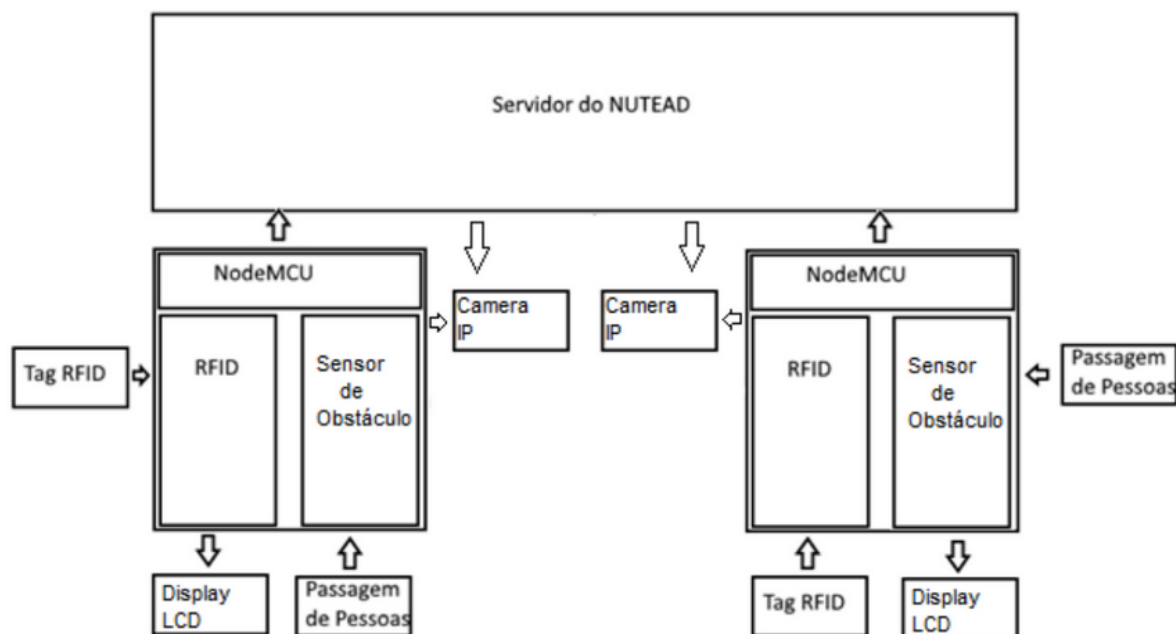 Servidor do NUTEAD
NodeMCU
RFID
Sensor
de
Obstáculo
Tag RFID
Display
LCD
Passagem
de Pessoas
Camera
IP
Camera
IP
NodeMCU
RFID
Sensor
de
Obstáculo
Passagem
de Pessoas
Tag RFID
Display
LCD